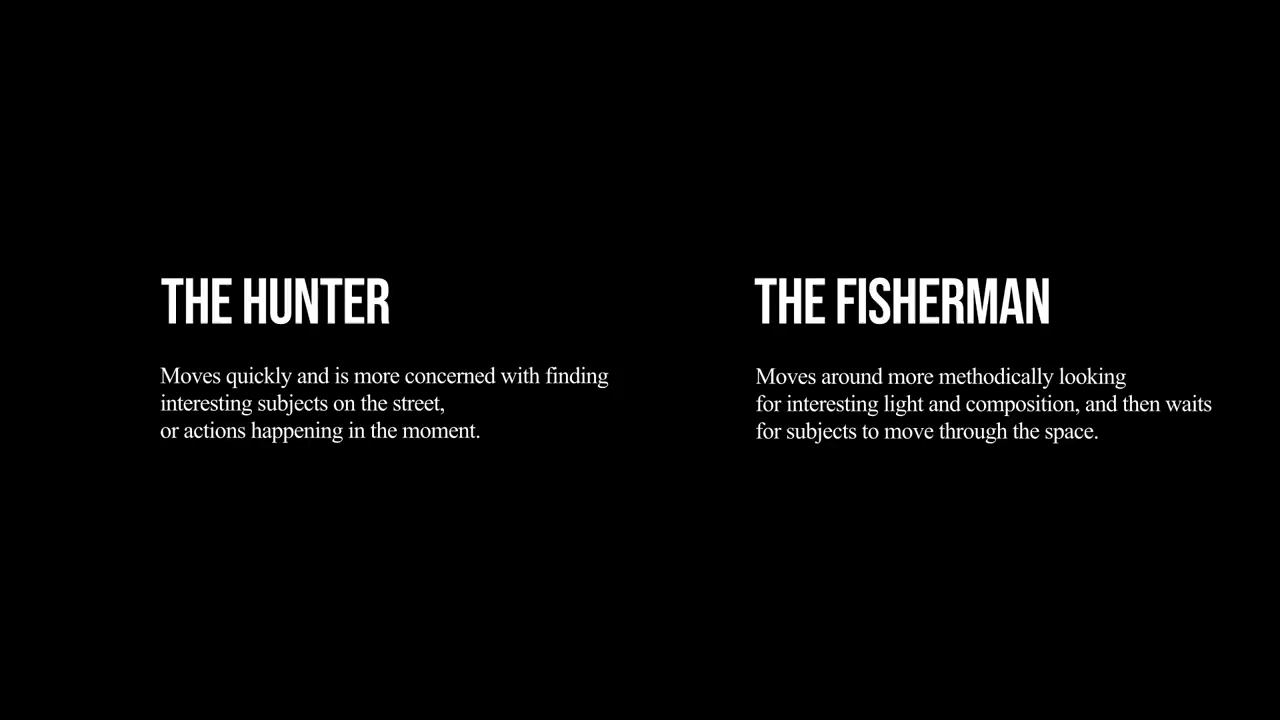 THE HUNTER
Moves quickly and is more concerned with finding
interesting subjects on the street,
or actions happening in the moment.
THE FISHERMAN
Moves around more methodically looking
for interesting light and composition, and then waits
for subjects to move through the space.